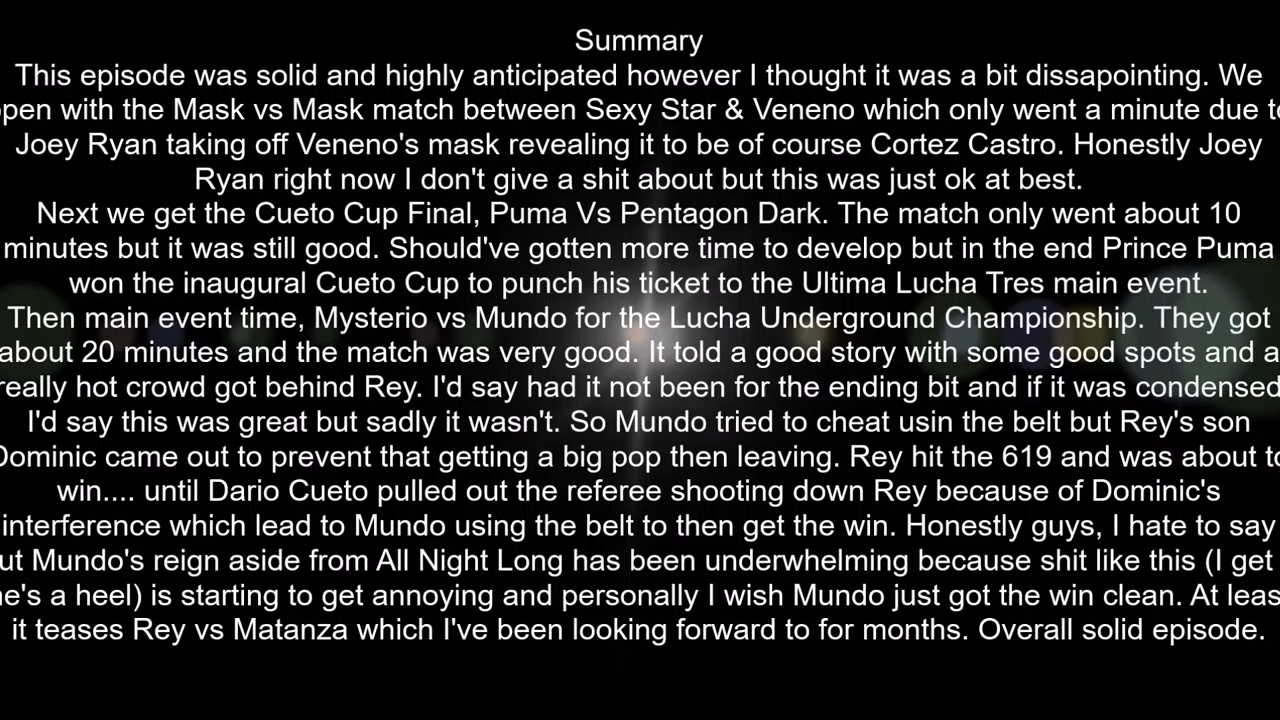 Summary
This episode was solid and highly anticipated however I thought it was a bit dissapointing. We
open with the Mask vs Mask match between Sexy Star & Veneno which only went a minute due to
Joey Ryan taking off Veneno's mask revealing it to be of course Cortez Castro. Honestly Joey
Ryan right now I don't give a shit about but this was just ok at best.
Next we get the Cueto Cup Final, Puma Vs Pentagon Dark. The match only went about 10
minutes but it was still good. Should've gotten more time to develop but in the end Prince Puma
won the inaugural Cueto Cup to punch his ticket to the Ultima Lucha Tres main event.
Then main event time, Mysterio vs Mundo for the Lucha Underground Championship. They got
about 20 minutes and the match was very good. It told a good story with some good spots and a
really hot crowd got behind Rey. I'd say had it not been for the ending bit and if it was condensed
I'd say this was great but sadly it wasn't. So Mundo tried to cheat usin the belt but Rey's son
Dominic came out to prevent that getting a big pop then leaving. Rey hit the 619 and was about to
win.... until Dario Cueto pulled out the referee shooting down Rey because of Dominic's
interference which lead to Mundo using the belt to then get the win. Honestly guys, I hate to say
ut Mundo's reign aside from All Night Long has been underwhelming because shit like this (I get
he's a heel) is starting to get annoying and personally I wish Mundo just got the win clean. At leas
it teases Rey vs Matanza which I've been looking forward to for months. Overall solid episode.